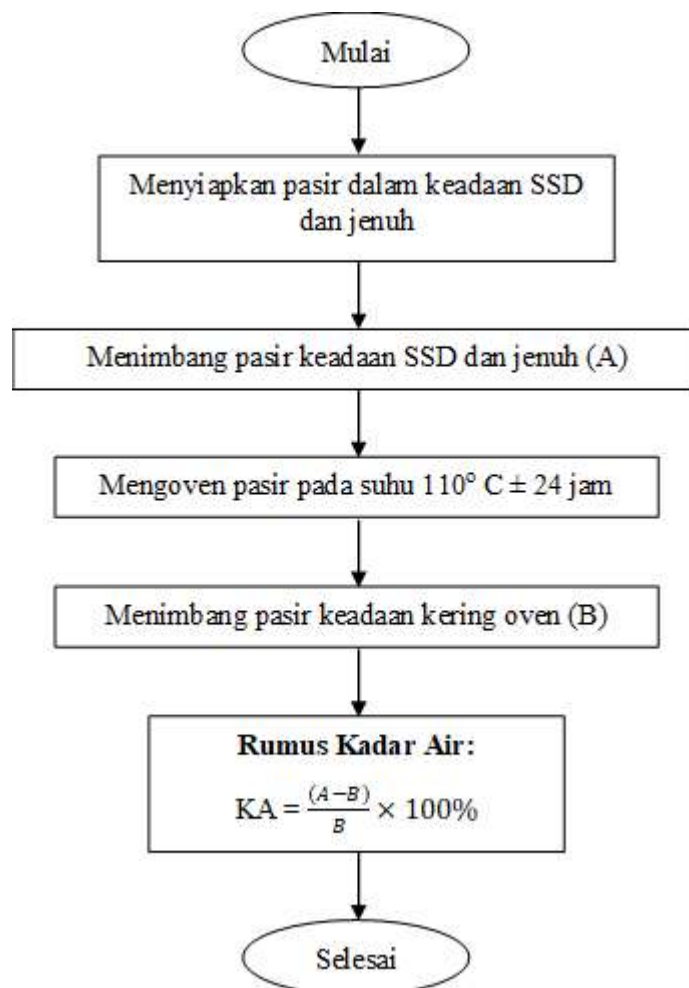 Mulai
Menyiapkan pasir dalam keadaan SSD
dan jenuh
Menimbang pasir keadaan SSD dan jenuh (A)
Mengoven pasir pada suhu 110° C ± 24 jam
Menimbang pasir keadaan kering oven (B)
Rumus Kadar Air:
KA = (A−B)/B × 100%
Selesai